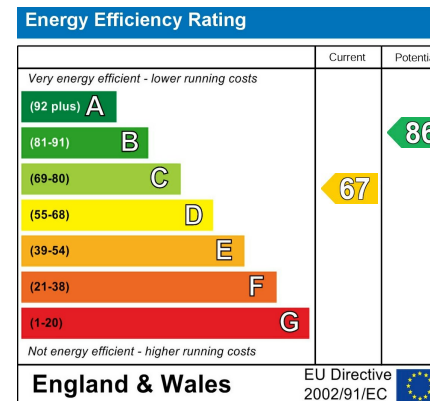 Energy Efficiency Rating
Current
Very energy efficient - lower running costs
(92 plus) A
(81-91) B
86
(69-80) C
67
(55-68) D
(39-54) E
(21-38) F
(1-20) G
Not energy efficient - higher running costs
England & Wales
EU Directive
2002/91/EC